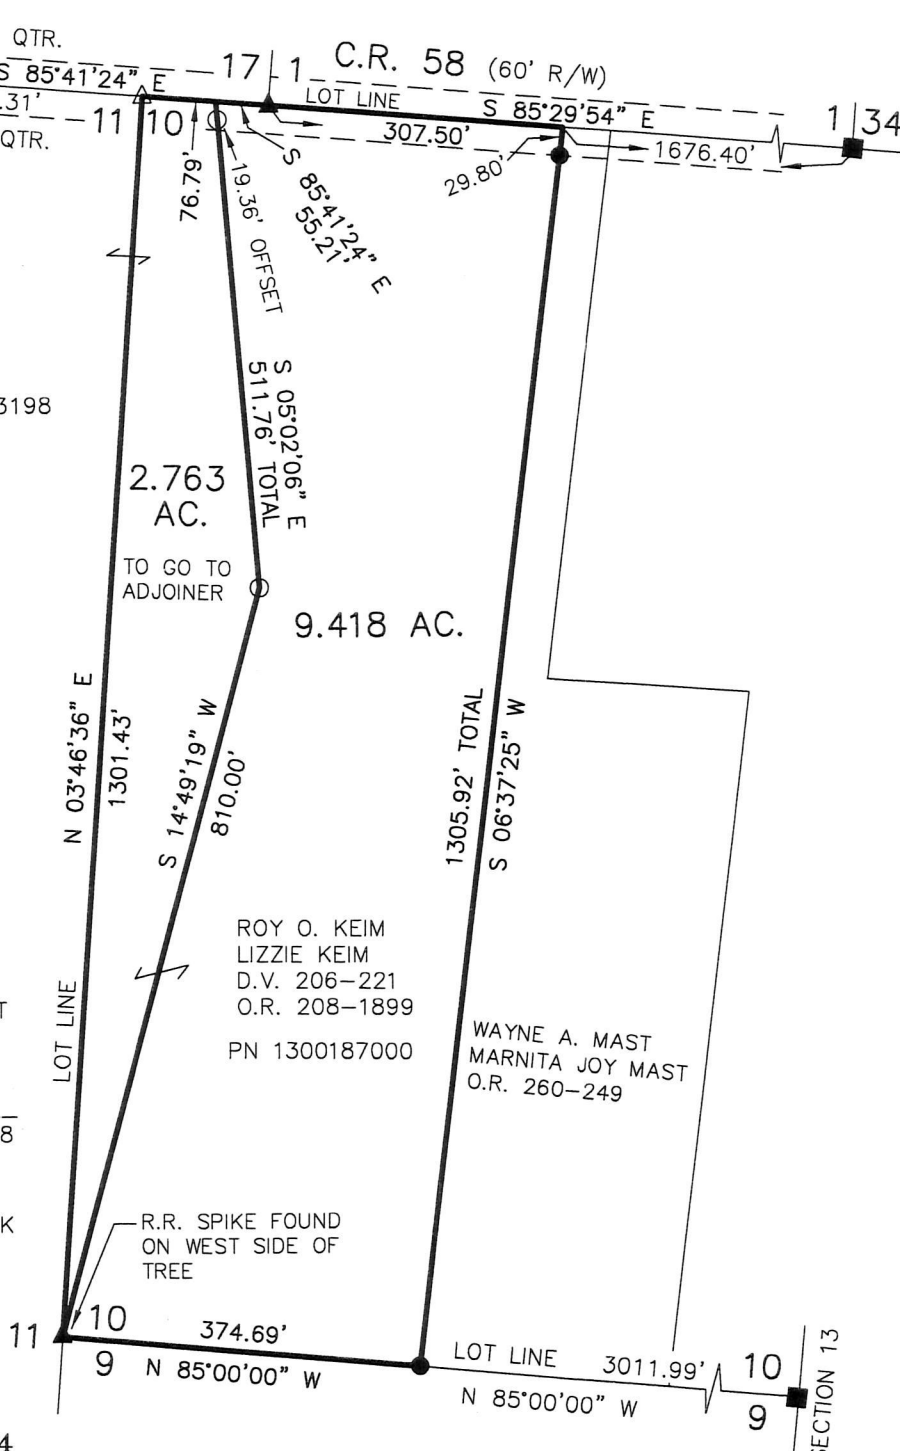 QTR.
S 85°41'24" E
.31'
QTR.
17
1
C.R. 58 (60' R/W)
LOT LINE
S 85°29'54" E
307.50'
11
10
1
34
1676.40'
29.80'
76.79'
19.36' OFFSET
S 85°41'24" E
55.21'
S 05°02'06" E
511.76' TOTAL
3198
2.763
AC.
TO GO TO
ADJOINER
9.418 AC.
N 03°46'36" E
1301.43'
S 14°49'19" W
810.00'
1305.92' TOTAL
S 06°37'25" W
ROY O. KEIM
LIZZIE KEIM
D.V. 206-221
O.R. 208-1899
PN 1300187000
WAYNE A. MAST
MARNITA JOY MAST
O.R. 260-249
LOT LINE
T
8
K
R.R. SPIKE FOUND
ON WEST SIDE OF
TREE
11
10
9
374.69'
N 85°00'00" W
LOT LINE
3011.99'
N 85°00'00" W
10
9
SECTION 13
4